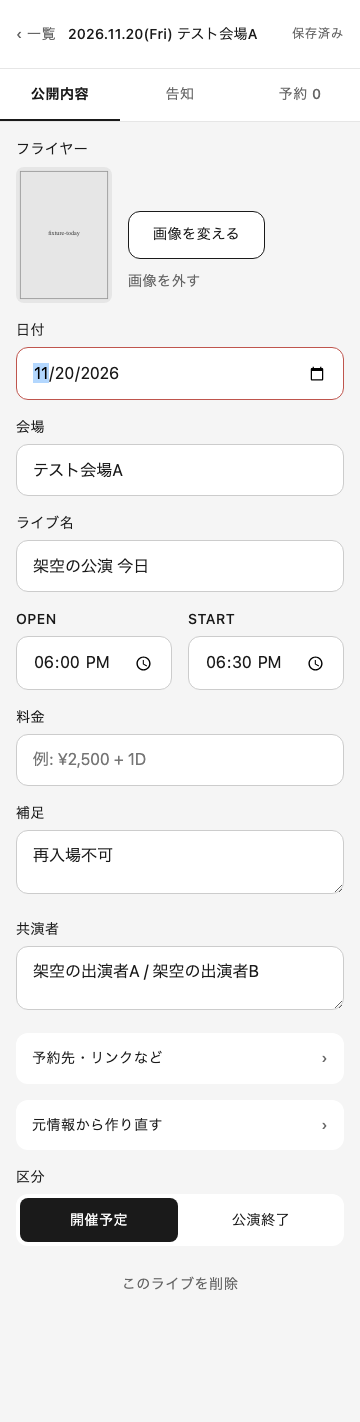 ‹ 一覧 2026.11.20(Fri) テスト会場A 保存済み
公開内容 告知 予約 0
フライヤー
fixture-today
画像を変える
画像を外す
日付
11/20/2026
会場
テスト会場A
ライブ名
架空の公演 今日
OPEN START
06:00 PM 06:30 PM
料金
例: ¥2,500 + 1D
補足
再入場不可
共演者
架空の出演者A / 架空の出演者B
予約先・リンクなど ›
元情報から作り直す ›
区分
開催予定 公演終了
このライブを削除